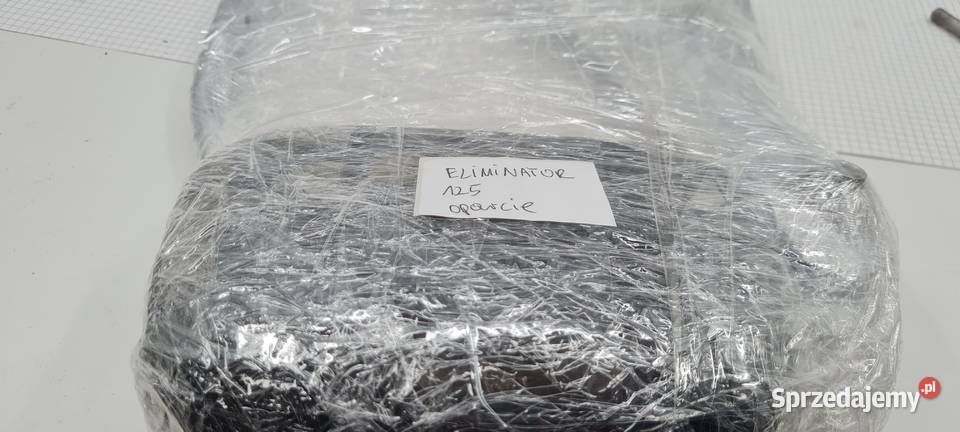 ELIMINATOR
125
oparcie
Sprzedajemy.pl